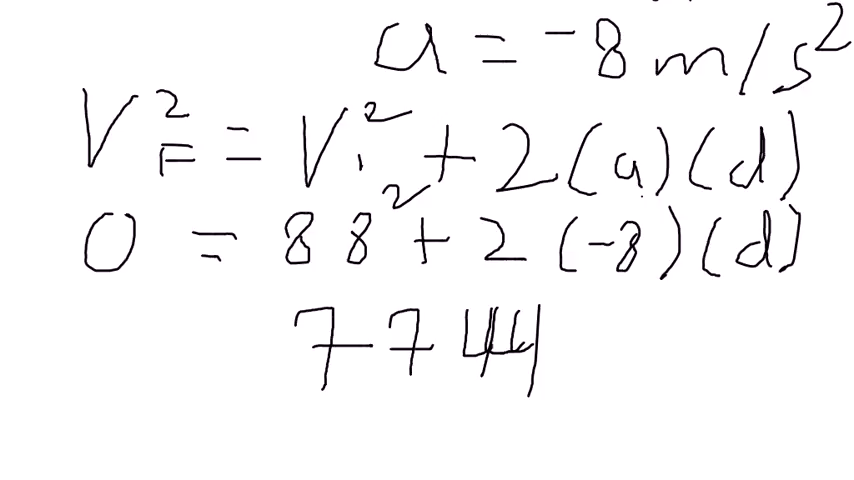 a = -8 m/s²
V_F² = V_i² + 2(a)(d)
0 = 88² + 2(-8)(d)
7744